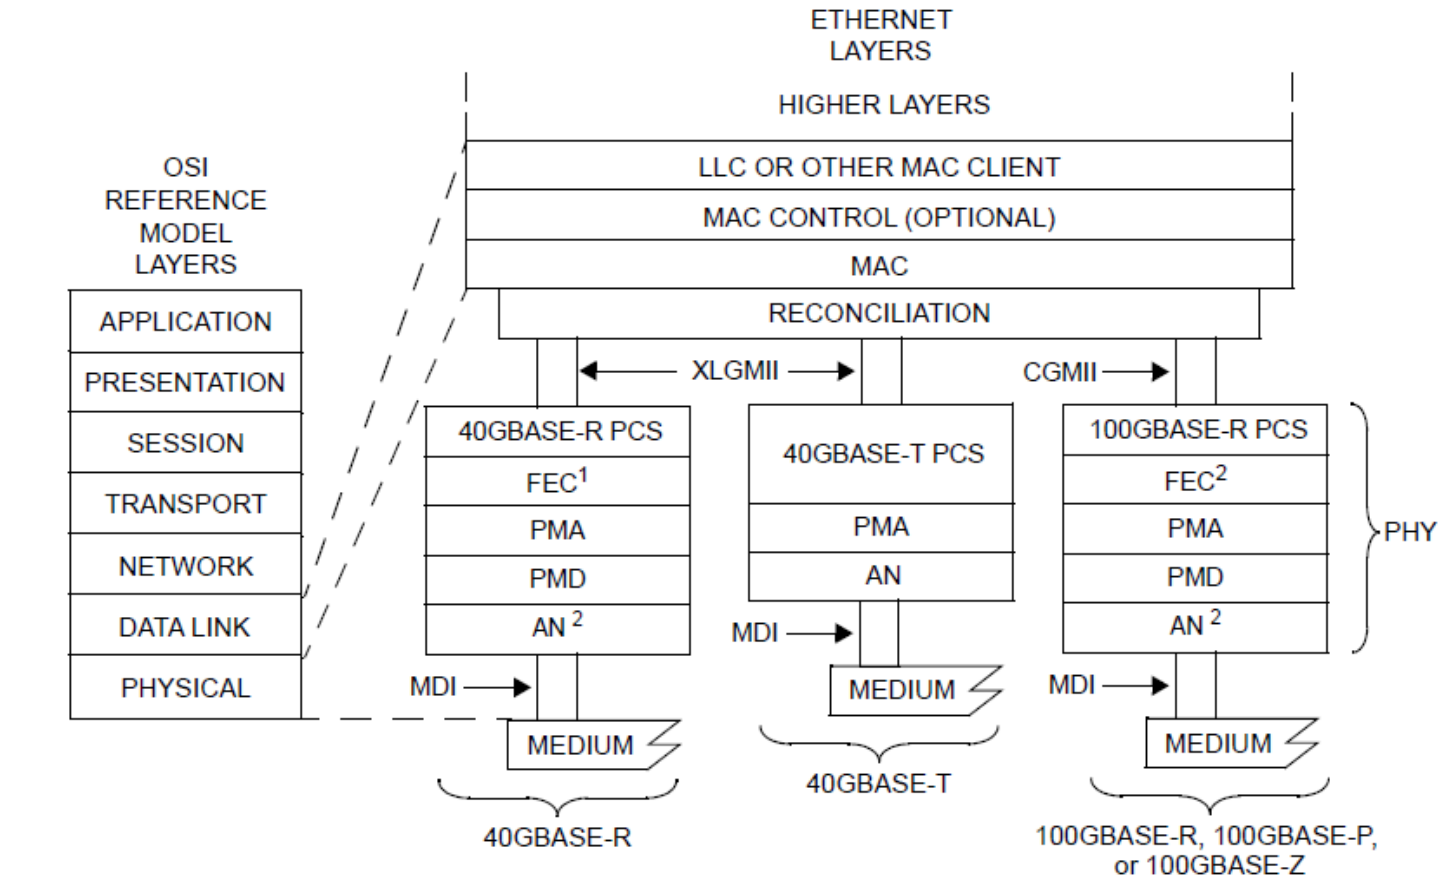 ETHERNET
LAYERS
HIGHER LAYERS
LLC OR OTHER MAC CLIENT
MAC CONTROL (OPTIONAL)
MAC
RECONCILIATION
OSI
REFERENCE
MODEL
LAYERS
APPLICATION
PRESENTATION
SESSION
TRANSPORT
NETWORK
DATA LINK
PHYSICAL
XLGMII
CGMII
40GBASE-R PCS
FEC1
PMA
PMD
AN 2
MDI
MEDIUM
40GBASE-R
40GBASE-T PCS
PMA
AN
MDI
MEDIUM
40GBASE-T
100GBASE-R PCS
FEC2
PMA
PMD
AN 2
PHY
MDI
MEDIUM
100GBASE-R, 100GBASE-P,
or 100GBASE-Z